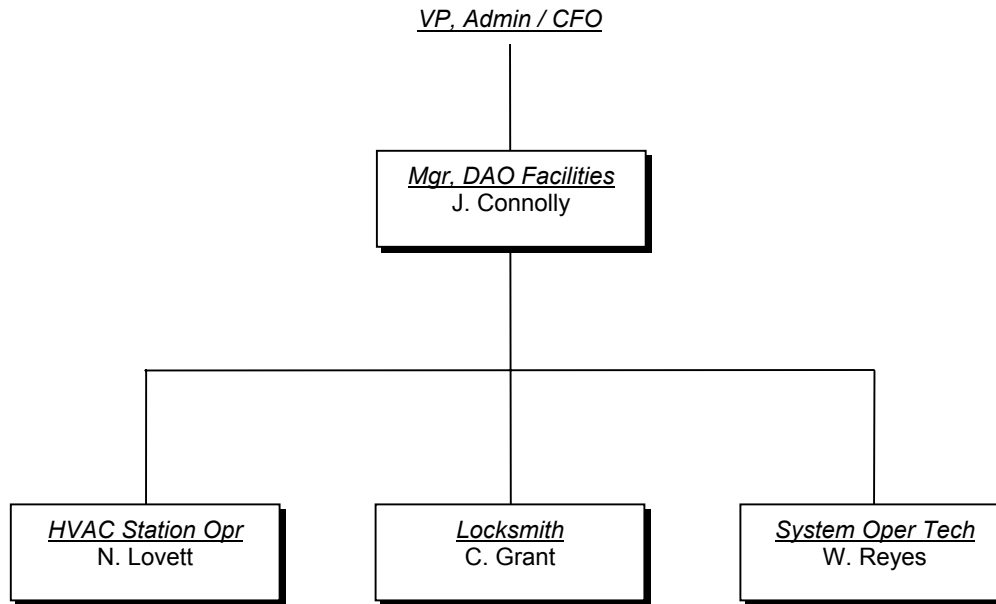 VP, Admin / CFO
Mgr, DAO Facilities
J. Connolly
HVAC Station Opr
N. Lovett
Locksmith
C. Grant
System Oper Tech
W. Reyes